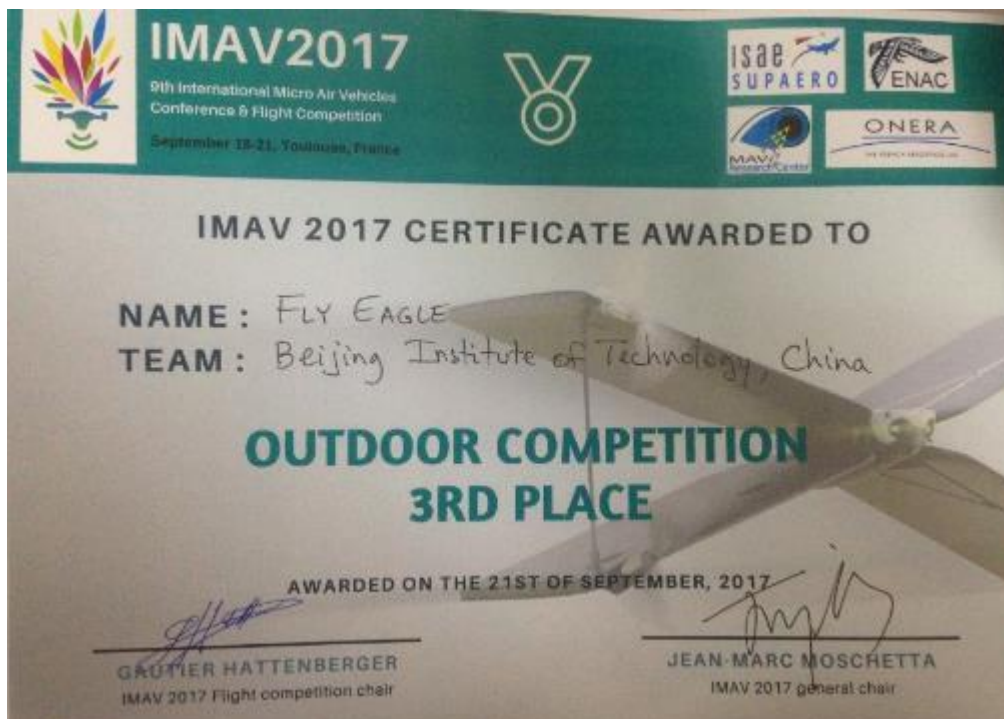 IMAV2017
9th International Micro Air Vehicles
Conference & Flight Competition
September 18-21, Toulouse, France
isae
SUPAERO
ENAC
MAV
Research Center
ONERA
IMAV 2017 CERTIFICATE AWARDED TO
NAME : FLY EAGLE
TEAM : Beijing Institute of Technology, China
OUTDOOR COMPETITION
3RD PLACE
AWARDED ON THE 21ST OF SEPTEMBER, 2017
GAUTIER HATTENBERGER
IMAV 2017 Flight competition chair
JEAN-MARC MOSCHETTA
IMAV 2017 general chair